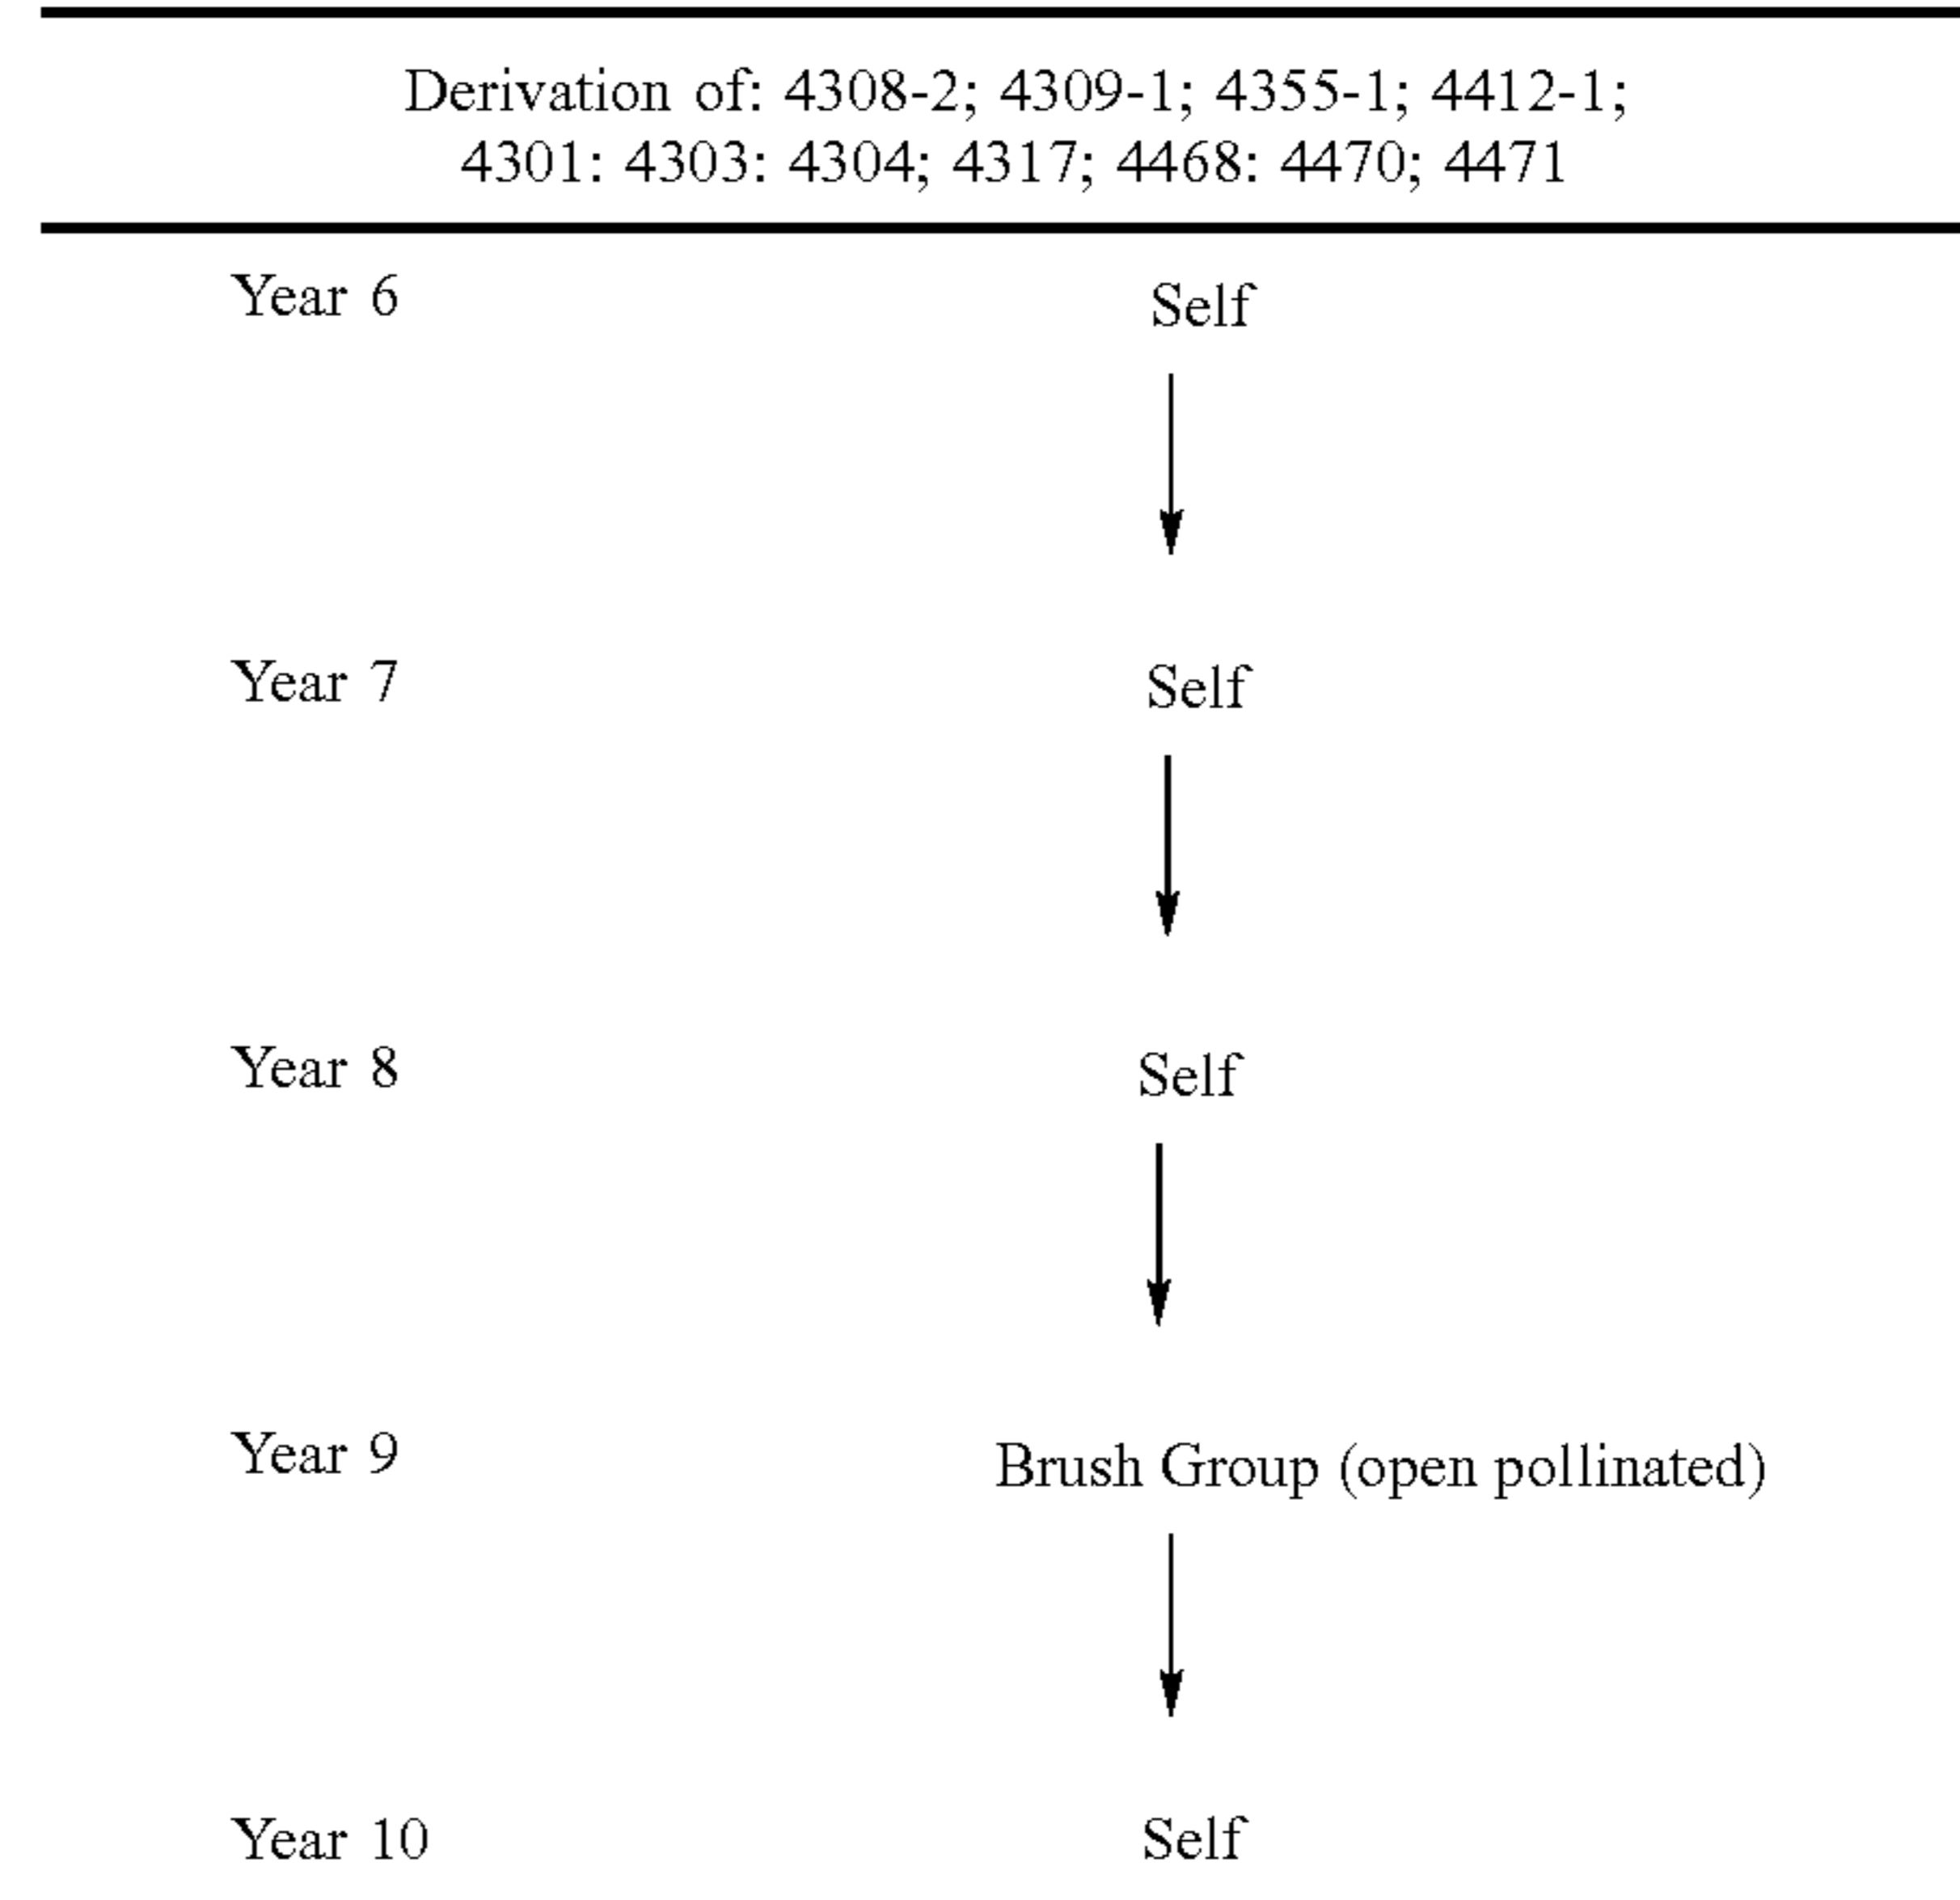 Derivation of: 4308-2; 4309-1; 4355-1; 4412-1;
4301: 4303: 4304; 4317; 4468: 4470; 4471
Year 6 Self
Year 7 Self
Year 8 Self
Year 9 Brush Group (open pollinated)
Year 10 Self